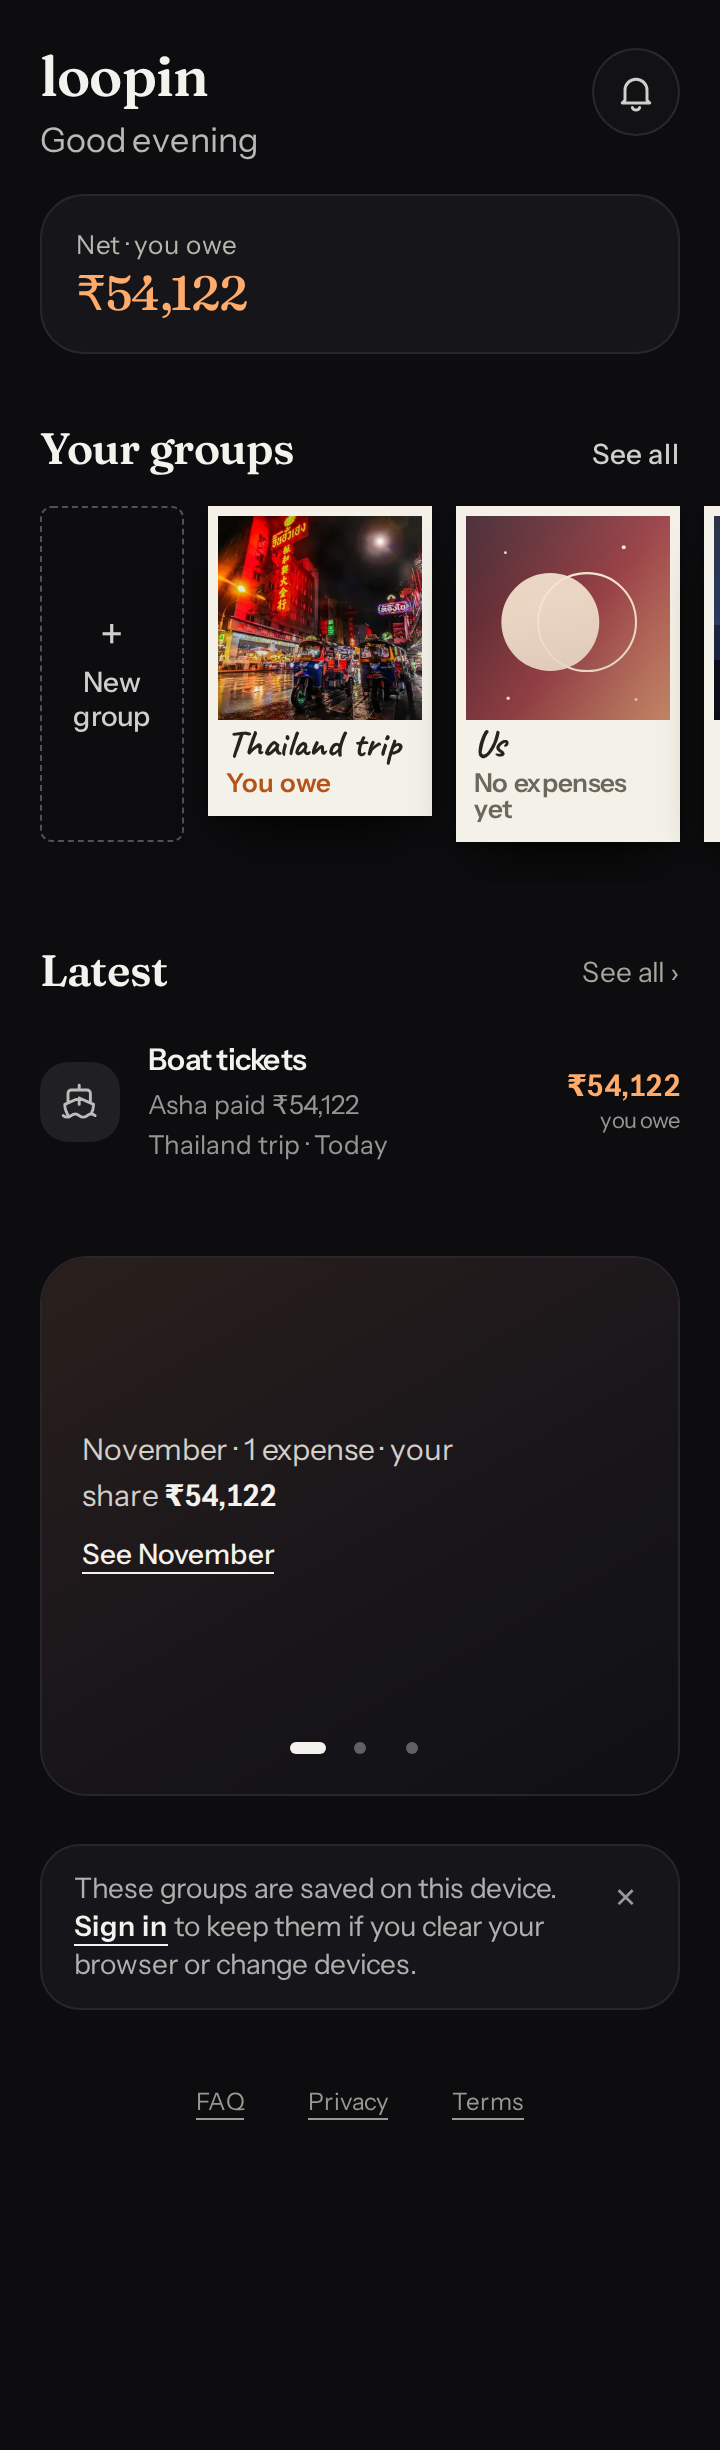 loopin
Good evening
Net · you owe
₹54,122
Your groups
See all
+
New
group
Thailand trip
You owe
Us
No expenses
yet
Latest
See all ›
Boat tickets
Asha paid ₹54,122
Thailand trip · Today
₹54,122
you owe
November · 1 expense · your
share ₹54,122
See November
These groups are saved on this device.
Sign in to keep them if you clear your
browser or change devices.
FAQ
Privacy
Terms